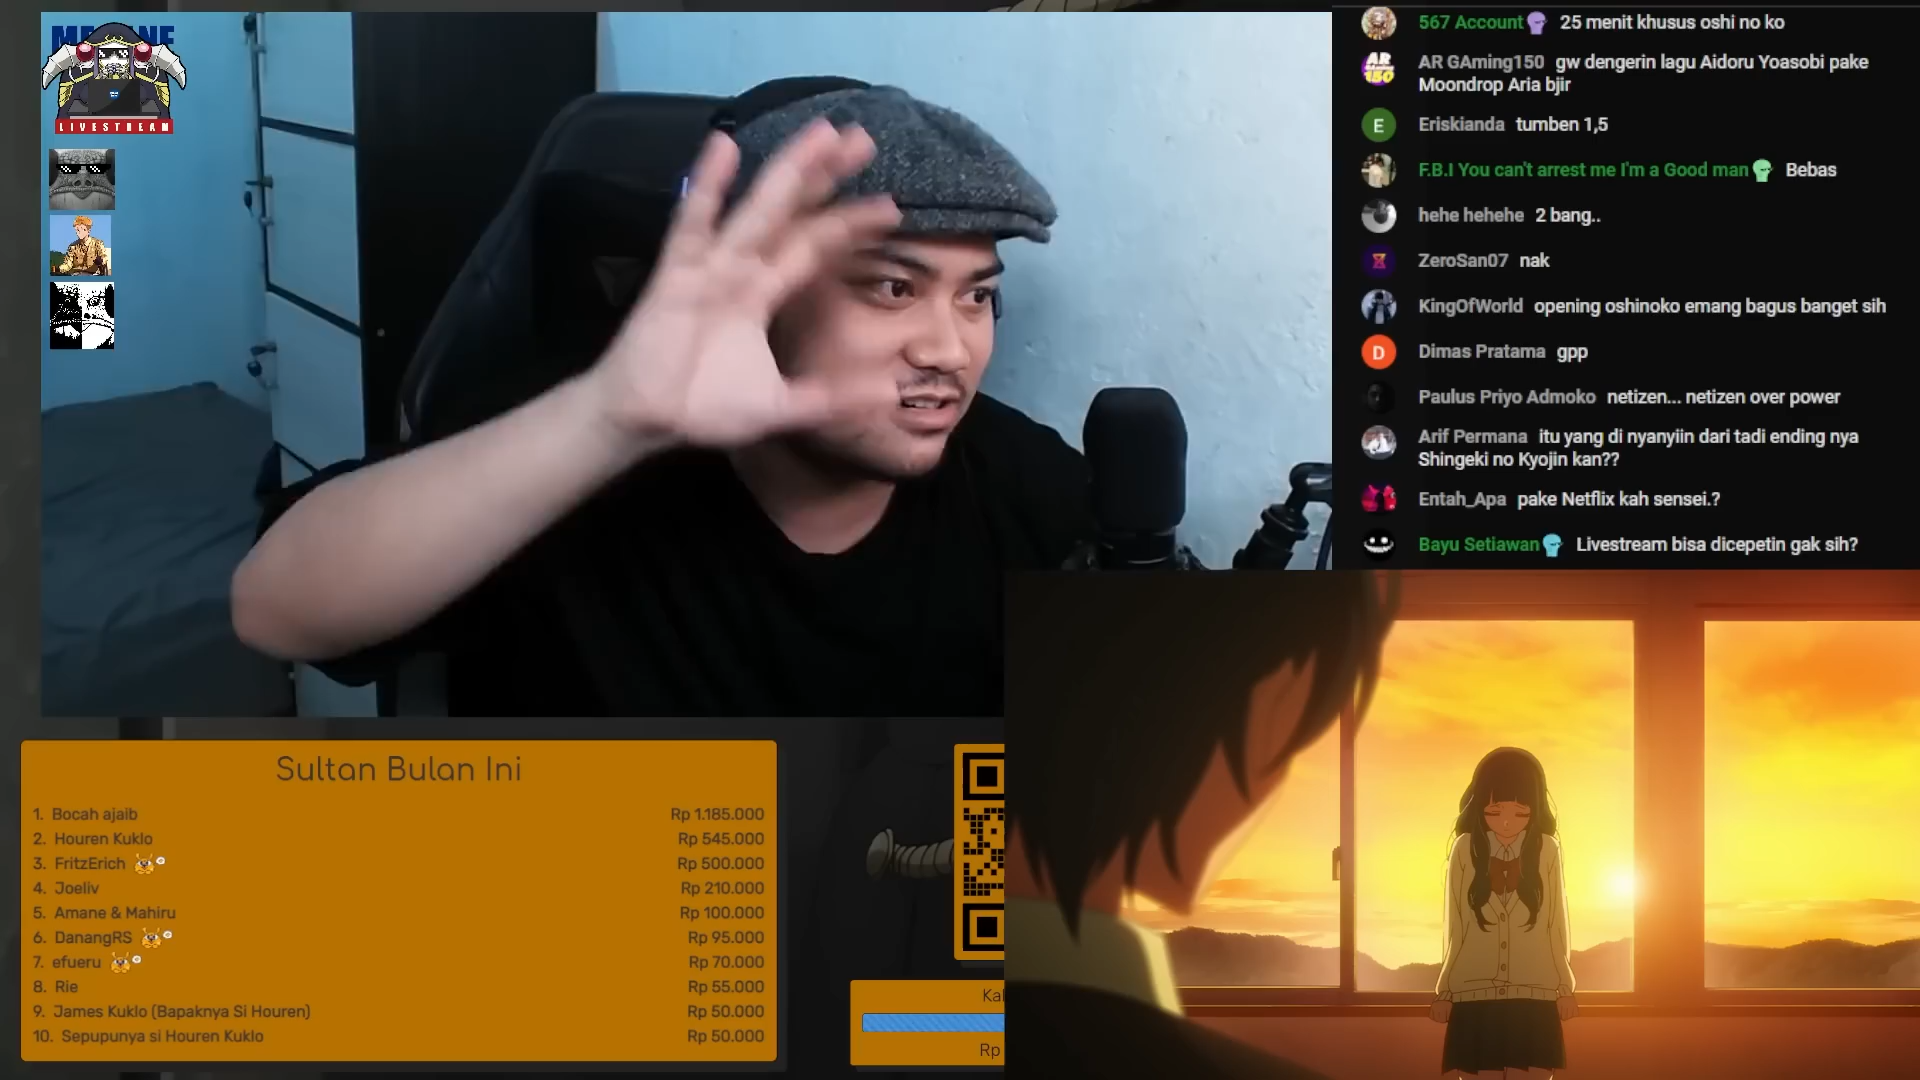 LIVESTREAM
567 Account 25 menit khusus oshi no ko
AR GAming150 gw dengerin lagu Aidoru Yoasobi pake
Moondrop Aria bjir
AR
150
E
Eriskianda tumben 1,5
F.B.I You can't arrest me I'm a Good man Bebas
hehe hehehe 2 bang..
ZeroSan07 nak
KingOfWorld opening oshinoko emang bagus banget sih
D
Dimas Pratama gpp
Paulus Priyo Admoko netizen... netizen over power
Arif Permana itu yang di nyanyiin dari tadi ending nya
Shingeki no Kyojin kan??
Entah_Apa pake Netflix kah sensei.?
Bayu Setiawan Livestream bisa dicepetin gak sih?
Sultan Bulan Ini
1. Bocah ajaib Rp 1.185.000
2. Houren Kuklo Rp 545.000
3. FritzErich Rp 500.000
4. Joeliv Rp 210.000
5. Amane & Mahiru Rp 100.000
6. DanangRS Rp 95.000
7. efueru Rp 70.000
8. Rie Rp 55.000
9. James Kuklo (Bapaknya Si Houren) Rp 50.000
10. Sepupunya si Houren Kuklo Rp 50.000
Rp